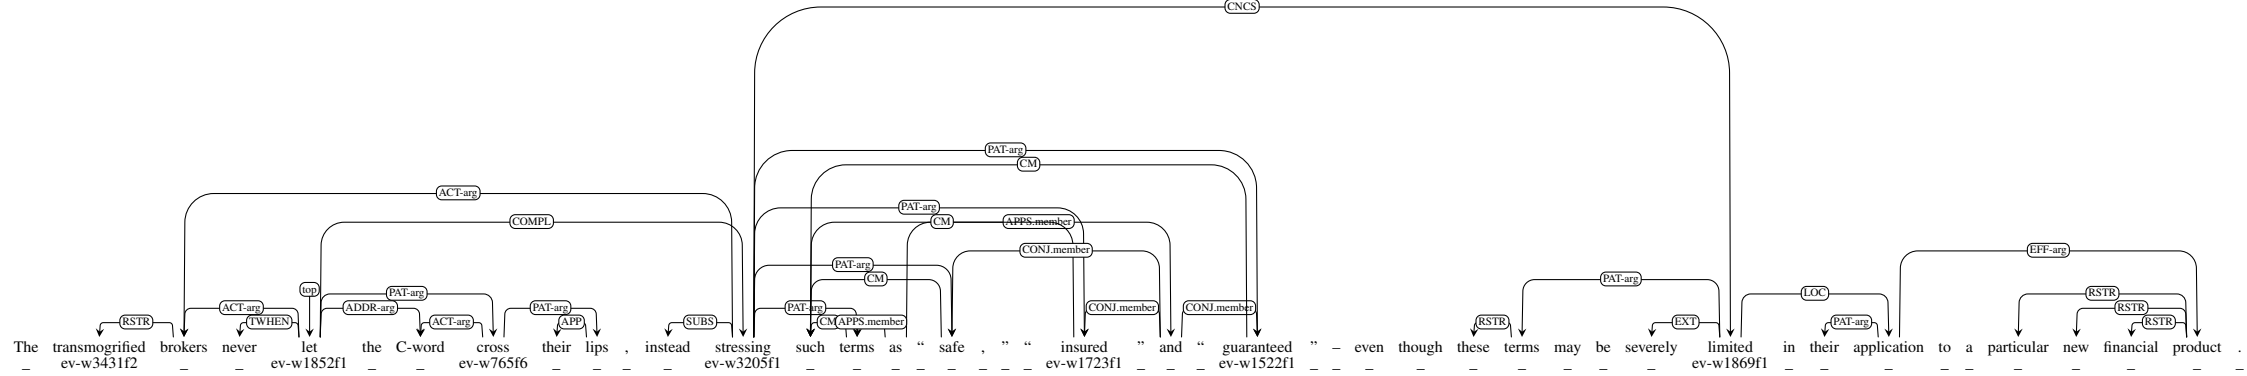 CNCS
PAT-arg
CM
ACT-arg
PAT-arg
COMPL CM APPS.member
CONJ.member EFF-arg
PAT-arg
CM PAT-arg
top PAT-arg LOC RSTR
ACT-arg ADDR-arg PAT-arg PAT-arg CONJ.member CONJ.member RSTR
RSTR TWHEN ACT-arg APP SUBS CM APPS.member RSTR EXT PAT-arg RSTR
The transmogrified brokers never let the C-word cross their lips , instead stressing such terms as “ safe , ” “ insured ” and “ guaranteed ” – even though these terms may be severely limited in their application to a particular new financial product .
_ ev-w3431f2 _ _ ev-w1852f1 _ _ ev-w765f6 _ _ _ _ ev-w3205f1 _ _ _ _ _ _ _ _ ev-w1723f1 _ _ _ ev-w1522f1 _ _ _ _ _ _ _ _ _ ev-w1869f1 _ _ _ _ _ _ _ _ _ _